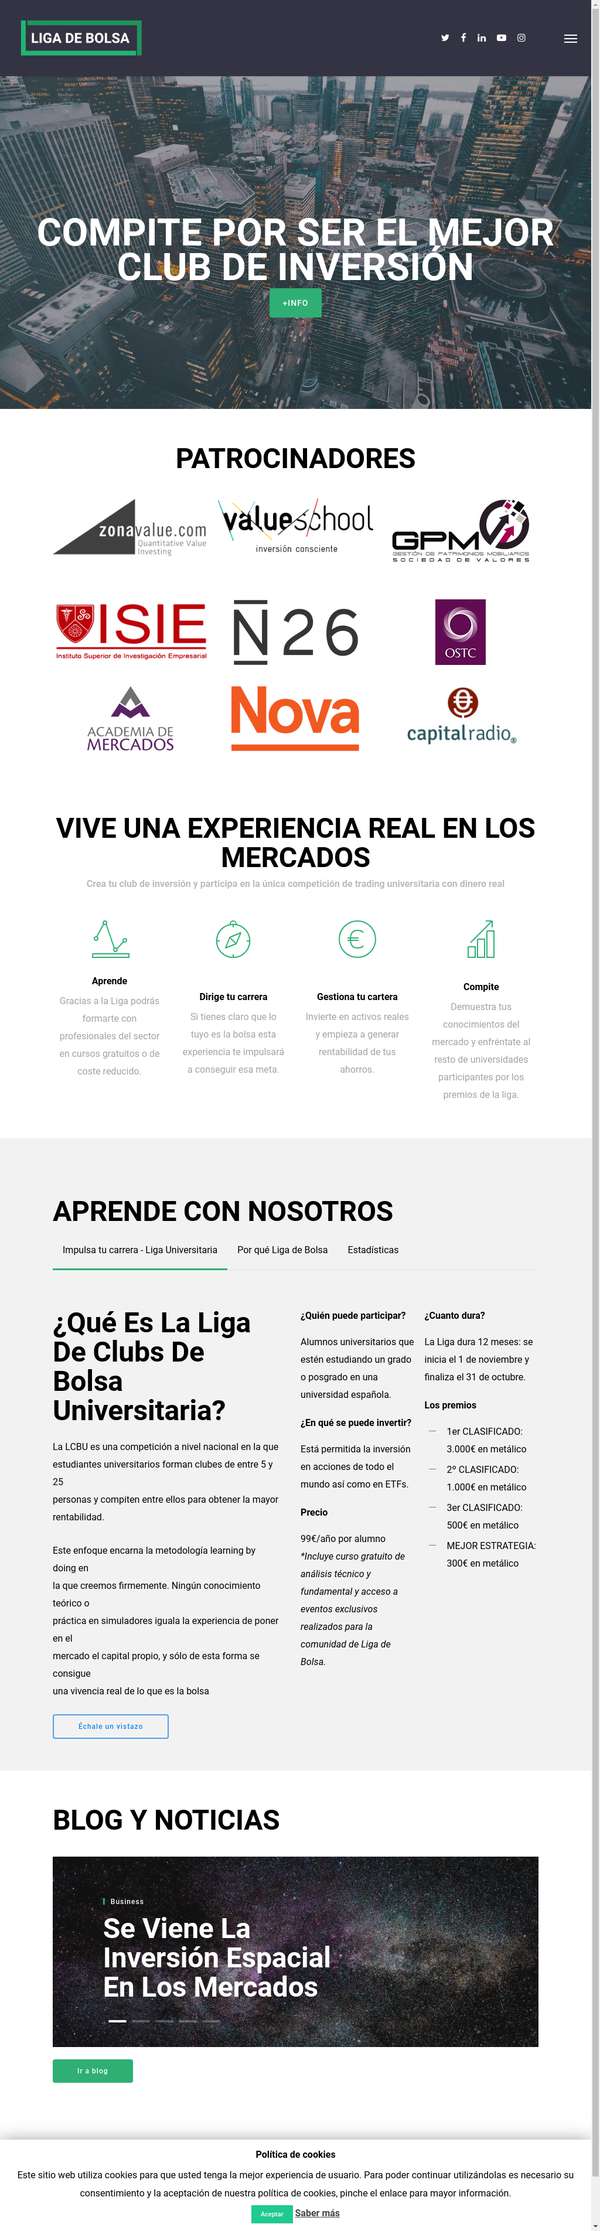 LIGA DE BOLSA
COMPITE POR SER EL MEJOR
CLUB DE INVERSIÓN
+INFO
PATROCINADORES
zonavalue.com
Quantitative Value
Investing
valueschool
inversión consciente
GPM
GESTIÓN DE PATRIMONIOS MOBILIARIOS
SOCIEDAD DE VALORES
ISIE
Instituto Superior de Investigación Empresarial
N26
OSTC
ACADEMIA DE
MERCADOS
Nova
capitalradio
VIVE UNA EXPERIENCIA REAL EN LOS
MERCADOS
Crea tu club de inversión y participa en la única competición de trading universitaria con dinero real
Aprende
Gracias a la Liga podrás
formarte con
profesionales del sector
en cursos gratuitos o de
coste reducido.
Dirige tu carrera
Si tienes claro que lo
tuyo es la bolsa esta
experiencia te impulsará
a conseguir esa meta.
Gestiona tu cartera
Invierte en activos reales
y empieza a generar
rentabilidad de tus
ahorros.
Compite
Demuestra tus
conocimientos del
mercado y enfréntate al
resto de universidades
participantes por los
premios de la liga.
APRENDE CON NOSOTROS
Impulsa tu carrera - Liga Universitaria
Por qué Liga de Bolsa
Estadísticas
¿Qué Es La Liga
De Clubs De
Bolsa
Universitaria?
La LCBU es una competición a nivel nacional en la que
estudiantes universitarios forman clubes de entre 5 y
25
personas y compiten entre ellos para obtener la mayor
rentabilidad.
Este enfoque encarna la metodología learning by
doing en
la que creemos firmemente. Ningún conocimiento
teórico o
práctica en simuladores iguala la experiencia de poner
en el
mercado el capital propio, y sólo de esta forma se
consigue
una vivencia real de lo que es la bolsa
Échale un vistazo
¿Quién puede participar?
Alumnos universitarios que
estén estudiando un grado
o posgrado en una
universidad española.
¿En qué se puede invertir?
Está permitida la inversión
en acciones de todo el
mundo así como en ETFs.
Precio
99€/año por alumno
*Incluye curso gratuito de
análisis técnico y
fundamental y acceso a
eventos exclusivos
realizados para la
comunidad de Liga de
Bolsa.
¿Cuanto dura?
La Liga dura 12 meses: se
inicia el 1 de noviembre y
finaliza el 31 de octubre.
Los premios
1er CLASIFICADO:
3.000€ en metálico
2º CLASIFICADO:
1.000€ en metálico
3er CLASIFICADO:
500€ en metálico
MEJOR ESTRATEGIA:
300€ en metálico
BLOG Y NOTICIAS
Business
Se Viene La
Inversión Espacial
En Los Mercados
Ir a blog
Política de cookies
Este sitio web utiliza cookies para que usted tenga la mejor experiencia de usuario. Para poder continuar utilizándolas es necesario su
consentimiento y la aceptación de nuestra política de cookies, pinche el enlace para mayor información.
Aceptar Saber más